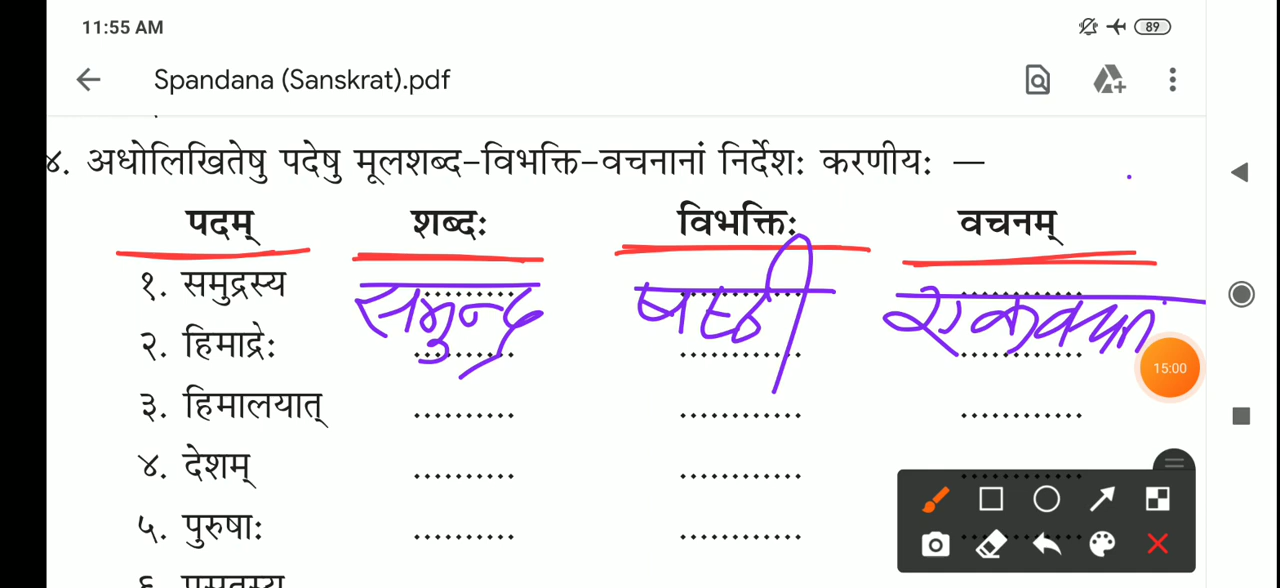 11:55 AM 89
Spandana (Sanskrat).pdf
४. अधोलिखितेषु पदेषु मूलशब्द-विभक्ति-वचनानां निर्देशः करणीयः —
पदम् शब्दः विभक्तिः वचनम्
१. समुद्रस्य .......... समुन्द्र ............ षष्ठी ............ एकवचन
२. हिमाद्रेः .......... ............ ............
15:00
३. हिमालयात् .......... ............ ............
४. देशम् .......... ............ ............
५. पुरुषाः .......... ............ ............